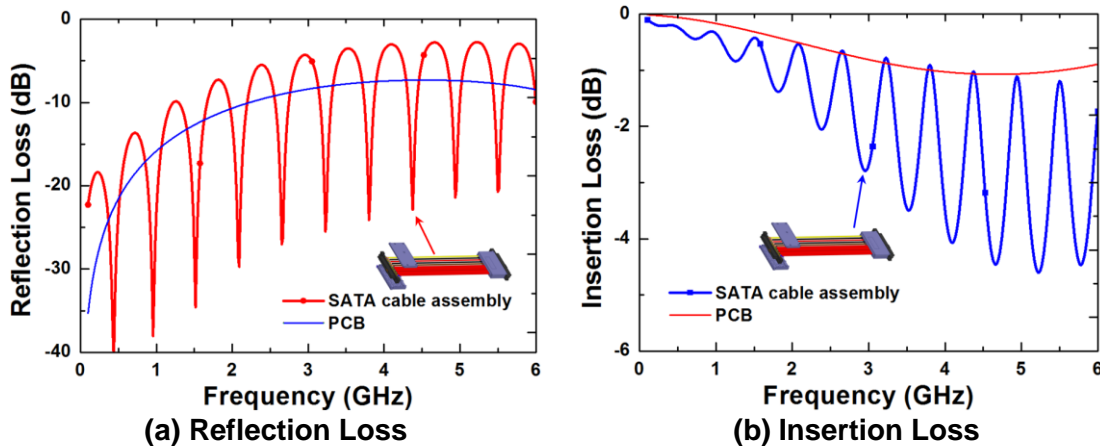 0
-10
-20
-30
-40
Reflection Loss (dB)
SATA cable assembly
PCB
0 1 2 3 4 5 6
Frequency (GHz)
(a) Reflection Loss
0
-2
-4
-6
Insertion Loss (dB)
SATA cable assembly
PCB
0 1 2 3 4 5 6
Frequency (GHz)
(b) Insertion Loss